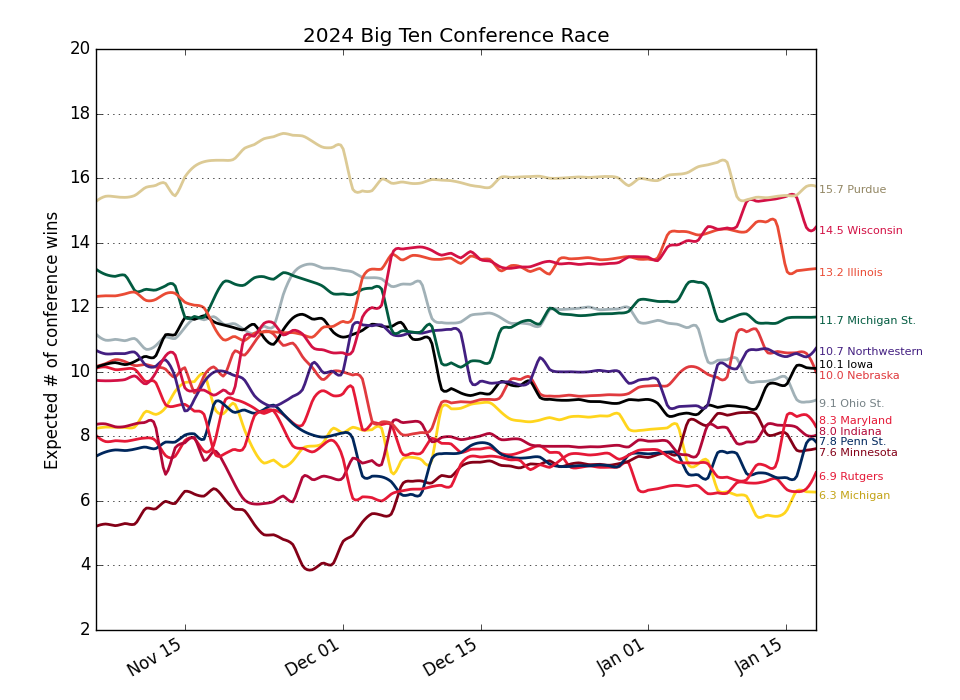 2024 Big Ten Conference Race
Expected # of conference wins
20
18
16
14
12
10
8
6
4
2
15.7 Purdue
14.5 Wisconsin
13.2 Illinois
11.7 Michigan St.
10.7 Northwestern
10.1 Iowa
10.0 Nebraska
9.1 Ohio St.
8.3 Maryland
8.0 Indiana
7.8 Penn St.
7.6 Minnesota
6.9 Rutgers
6.3 Michigan
Nov 15
Dec 01
Dec 15
Jan 01
Jan 15